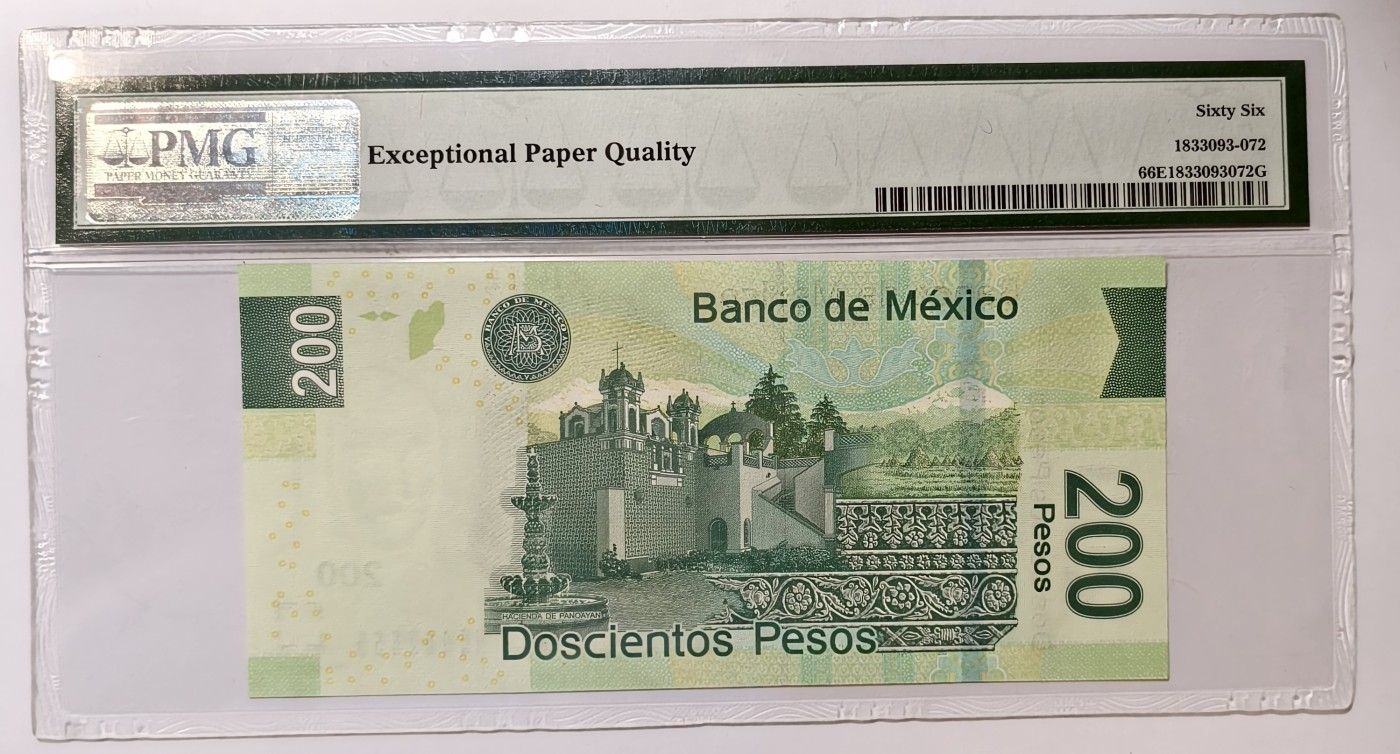 Sixty Six
PMG
PAPER MONEY GUARANTY
Exceptional Paper Quality
1833093-072
66E1833093072G
200
BANCO DE MEXICO
Banco de México
200
Pesos
200
HACIENDA DE PANOAYAN
Doscientos Pesos